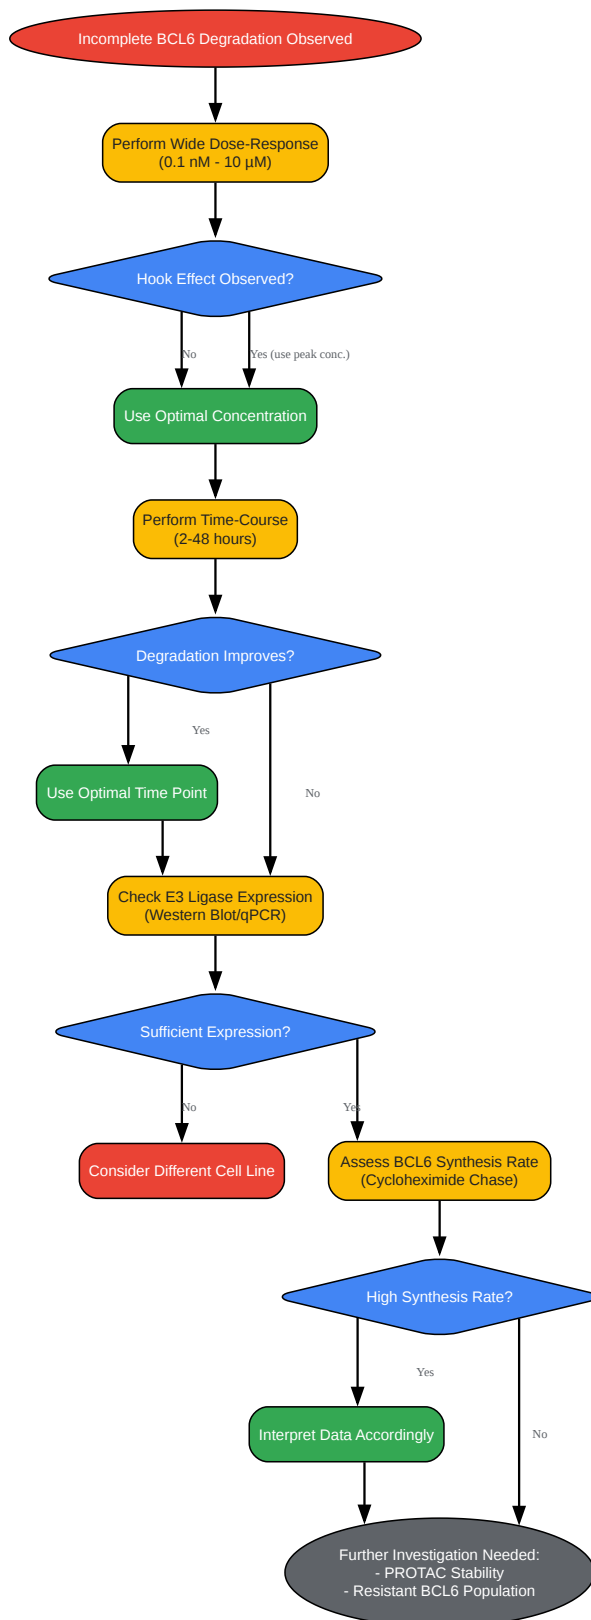 Incomplete BCL6 Degradation Observed
Perform Wide Dose-Response
(0.1 nM - 10 µM)
Hook Effect Observed?
No
Yes (use peak conc.)
Use Optimal Concentration
Perform Time-Course
(2-48 hours)
Degradation Improves?
Yes
Use Optimal Time Point
No
Check E3 Ligase Expression
(Western Blot/qPCR)
Sufficient Expression?
No
Yes
Consider Different Cell Line
Assess BCL6 Synthesis Rate
(Cycloheximide Chase)
High Synthesis Rate?
Yes
Interpret Data Accordingly
No
Further Investigation Needed:
- PROTAC Stability
- Resistant BCL6 Population